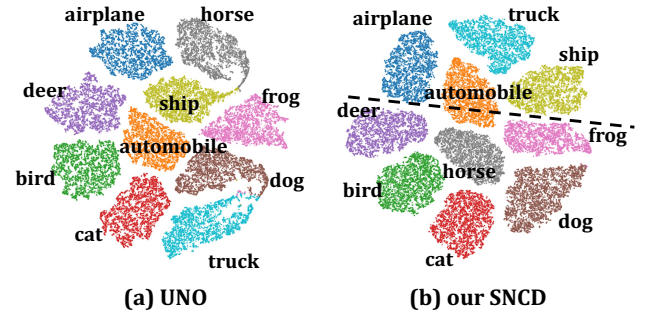 airplane
horse
deer
ship
frog
automobile
bird
dog
cat
truck
(a) UNO
airplane
truck
ship
automobile
deer
frog
horse
bird
dog
cat
(b) our SNCD